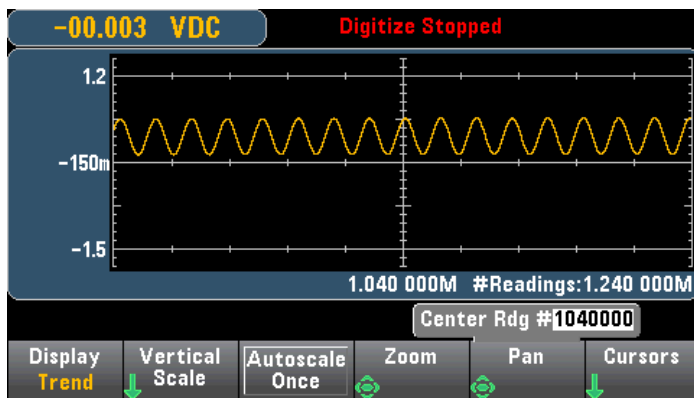 -00.003 VDC
Digitize Stopped
1.2
-150m
-1.5
1.040 000M #Readings:1.240 000M
Center Rdg #1040000
Display Trend
Vertical Scale
Autoscale Once
Zoom
Pan
Cursors